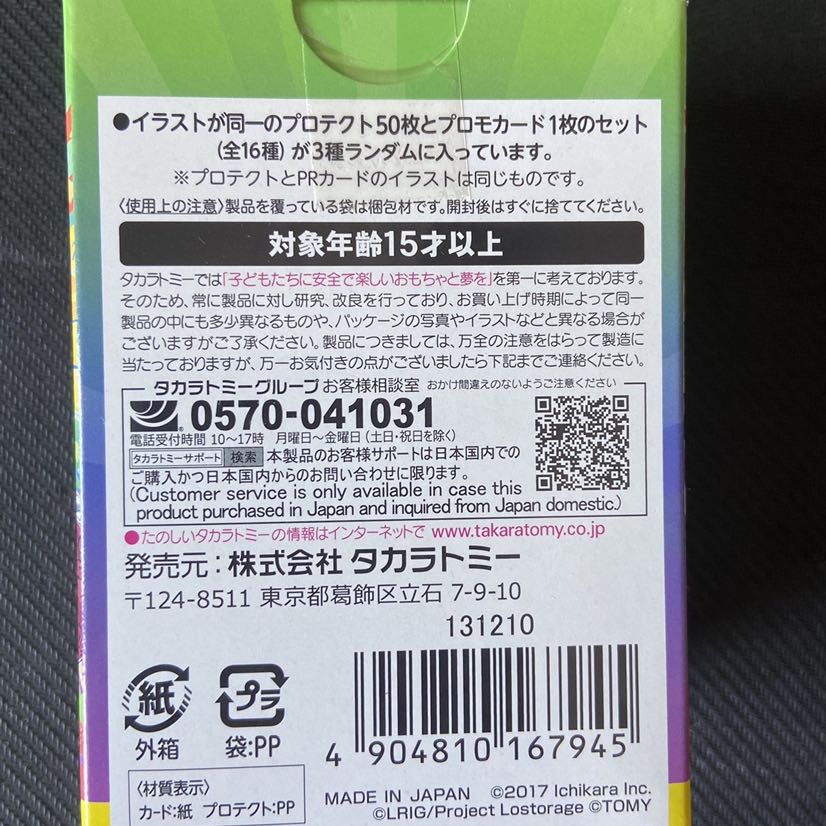 ●イラストが同一のプロテクト50枚とプロモカード1枚のセット
(全16種)が3種ランダムに入っています。
※プロテクトとPRカードのイラストは同じものです。
〈使用上の注意〉製品を覆っている袋は梱包材です。開封後はすぐに捨ててください。
対象年齢15才以上
タカラトミーでは「子どもたちに安全で楽しいおもちゃと夢を」を第一に考えております。
そのため、常に製品に対し研究、改良を行っており、お買い上げ時期によって同一
製品の中にも多少異なるものや、パッケージの写真やイラストなどと異なる場合が
ございますがご了承ください。製品につきましては、万全の注意をはらって製造に
当たっておりますが、万一お気付きの点がございましたら下記までご連絡ください。
タカラトミーグループ お客様相談室 おかけ間違えのないようご注意ください
0570-041031
電話受付時間 10〜17時 月曜日〜金曜日(土日・祝日を除く)
タカラトミーサポート 検索 本製品のお客様サポートは日本国内での
ご購入かつ日本国内からのお問い合わせに限ります。
(Customer service is only available in case this
product purchased in Japan and inquired from Japan domestic.)
●たのしいタカラトミーの情報はインターネットで www.takaratomy.co.jp
発売元:株式会社 タカラトミー
〒124-8511 東京都葛飾区立石 7-9-10
131210
紙
外箱
プラ
袋:PP
4 904810 167945
〈材質表示〉
カード:紙 プロテクト:PP
MADE IN JAPAN ©2017 Ichikara Inc.
©LRIG/Project Lostorage ©TOMY